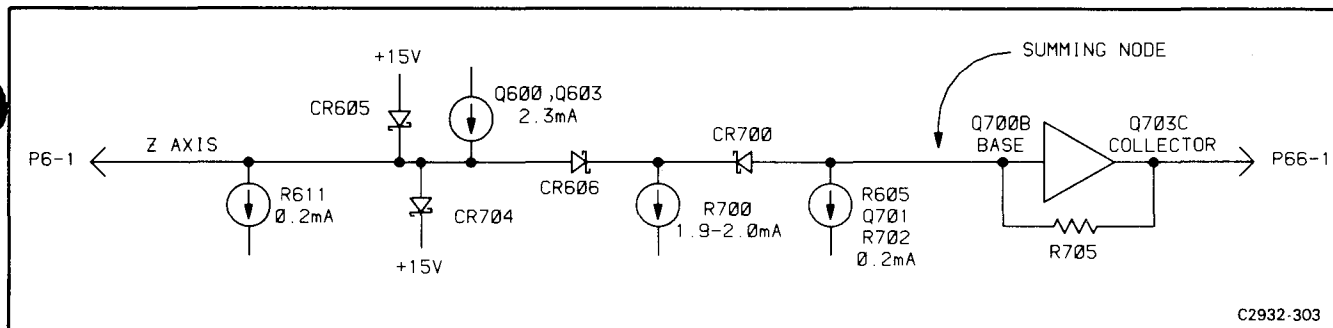 SUMMING NODE
+15V
CR605
Q600,Q603
2.3mA
CR700
Q700B
BASE
Q703C
COLLECTOR
P6-1
Z AXIS
P66-1
R611
0.2mA
CR704
+15V
CR606
R700
1.9-2.0mA
R605
Q701
R702
0.2mA
R705
C2932-303